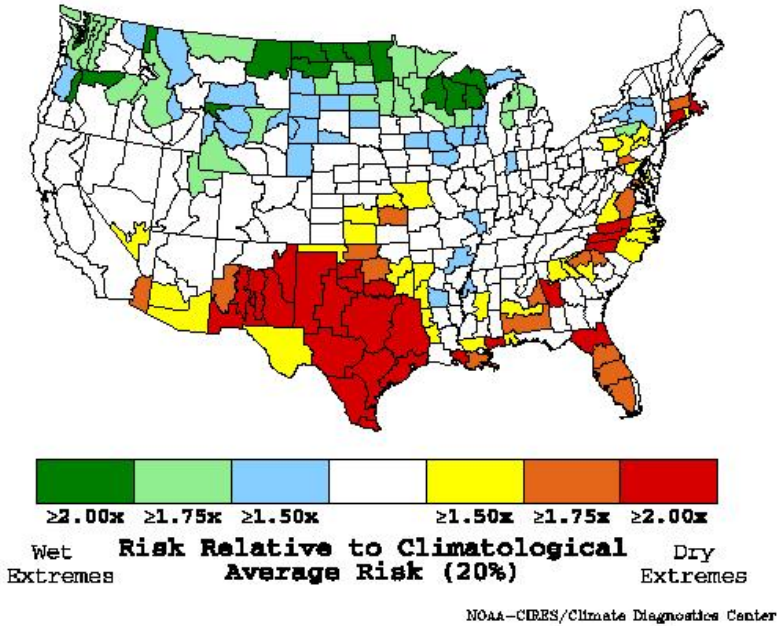 ≥2.00x ≥1.75x ≥1.50x ≥1.50x ≥1.75x ≥2.00x
Wet Extremes
Risk Relative to Climatological
Average Risk (20%)
Dry Extremes
NOAA-CIRES/Climate Diagnostics Center